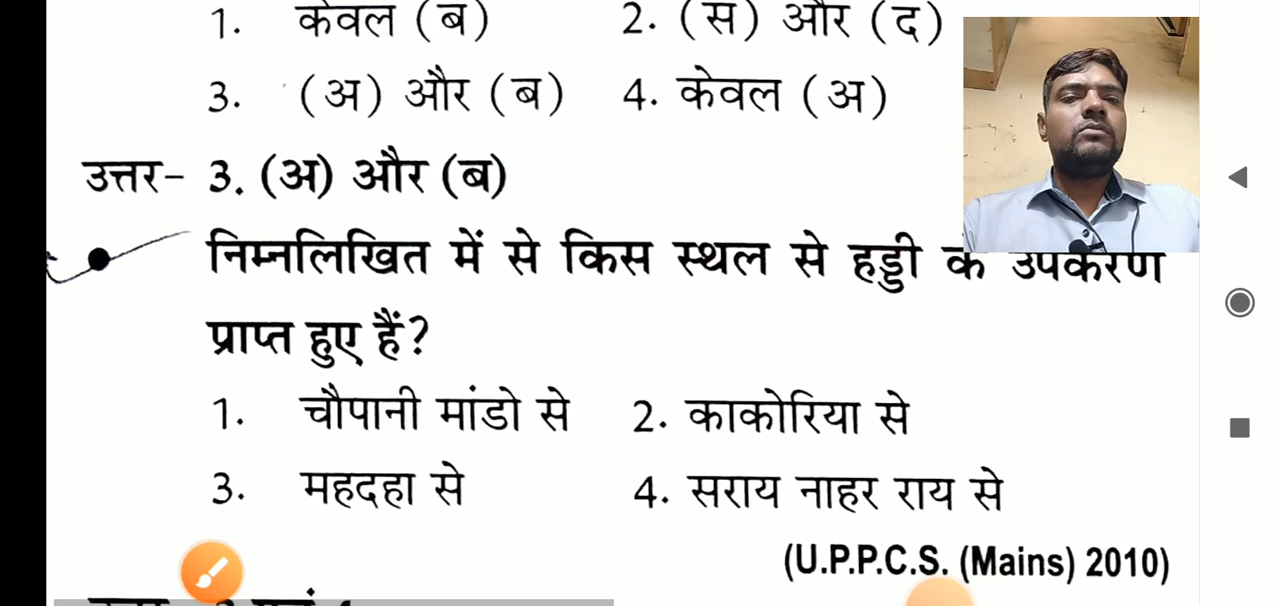 1. केवल (ब) 2. (स) और (द)
3. (अ) और (ब) 4. केवल (अ)
उत्तर- 3. (अ) और (ब)
निम्नलिखित में से किस स्थल से हड्डी के उपकरण
प्राप्त हुए हैं?
1. चौपानी मांडो से 2. काकोरिया से
3. महदहा से 4. सराय नाहर राय से
(U.P.P.C.S. (Mains) 2010)